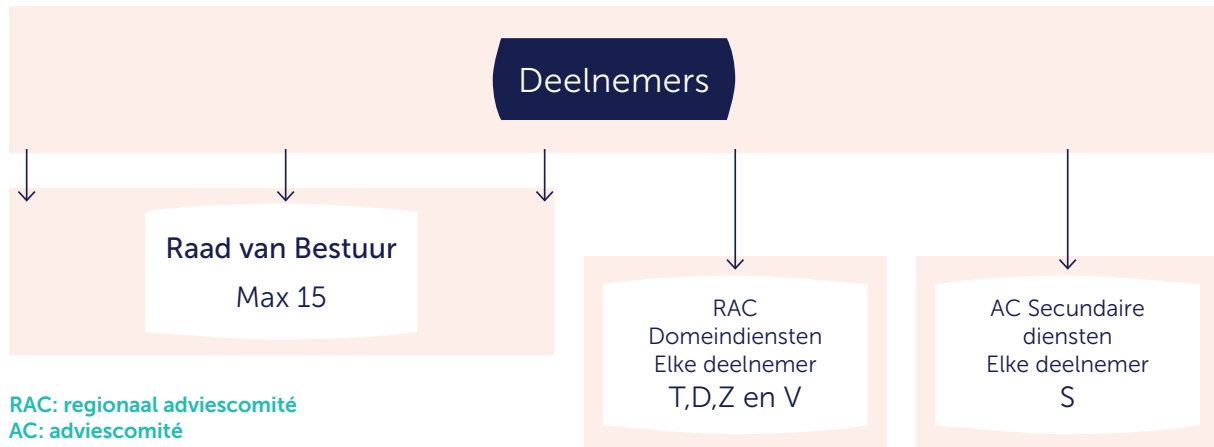 Deelnemers
Raad van Bestuur
Max 15
RAC
Domeindiensten
Elke deelnemer
T,D,Z en V
AC Secundaire
diensten
Elke deelnemer
S
RAC: regionaal adviescomité
AC: adviescomité